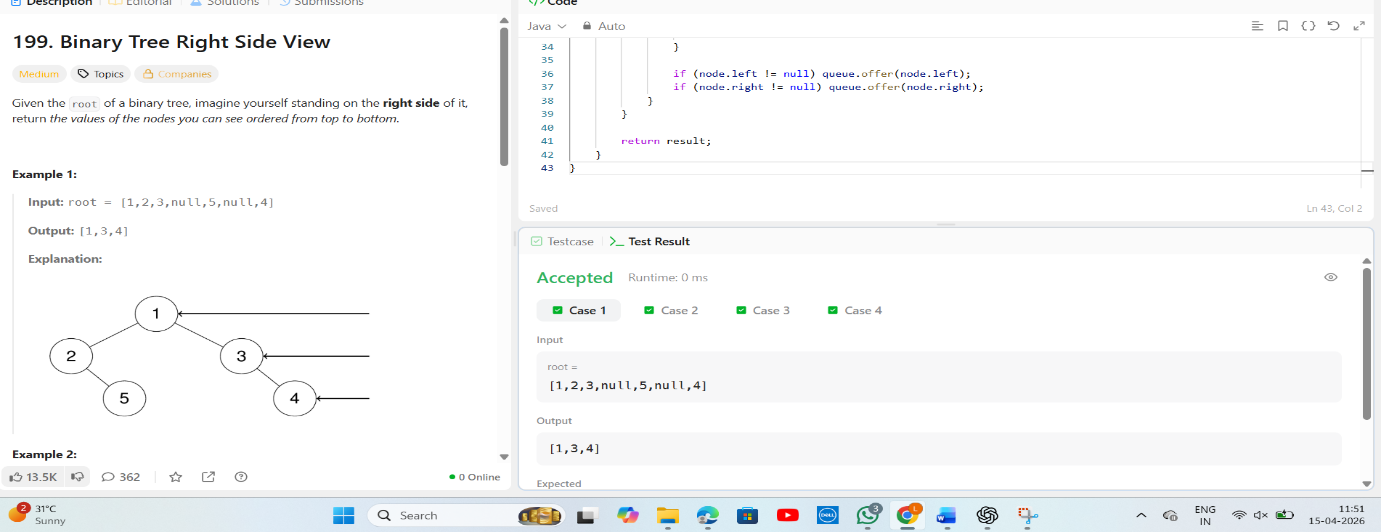 Description
Editorial
Solutions
Submissions
199. Binary Tree Right Side View
Medium
Topics
Companies
Given the root of a binary tree, imagine yourself standing on the right side of it,
return the values of the nodes you can see ordered from top to bottom.
Example 1:
Input: root = [1,2,3,null,5,null,4]
Output: [1,3,4]
Explanation:
1
2
3
5
4
Example 2:
13.5K
362
0 Online
Code
Java
Auto
34 }
35
36 if (node.left != null) queue.offer(node.left);
37 if (node.right != null) queue.offer(node.right);
38 }
39 }
40
41 return result;
42 }
43 }
Saved
Ln 43, Col 2
Testcase
>_ Test Result
Accepted
Runtime: 0 ms
Case 1
Case 2
Case 3
Case 4
Input
root =
[1,2,3,null,5,null,4]
Output
[1,3,4]
Expected
2
31°C
Sunny
Search
DELL
3
L
ENG
IN
11:51
15-04-2026